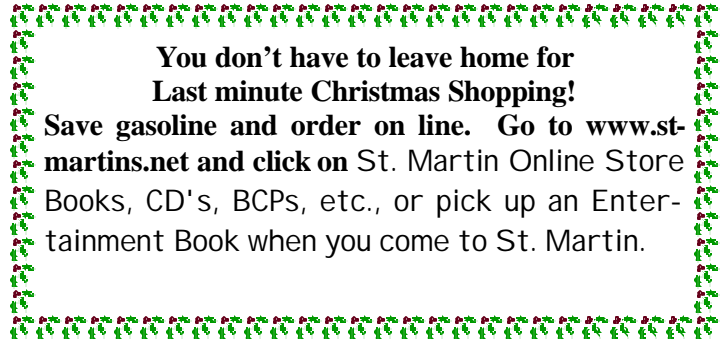 You don’t have to leave home for
Last minute Christmas Shopping!
Save gasoline and order on line. Go to www.st-
martins.net and click on St. Martin Online Store
Books, CD's, BCPs, etc., or pick up an Enter-
tainment Book when you come to St. Martin.